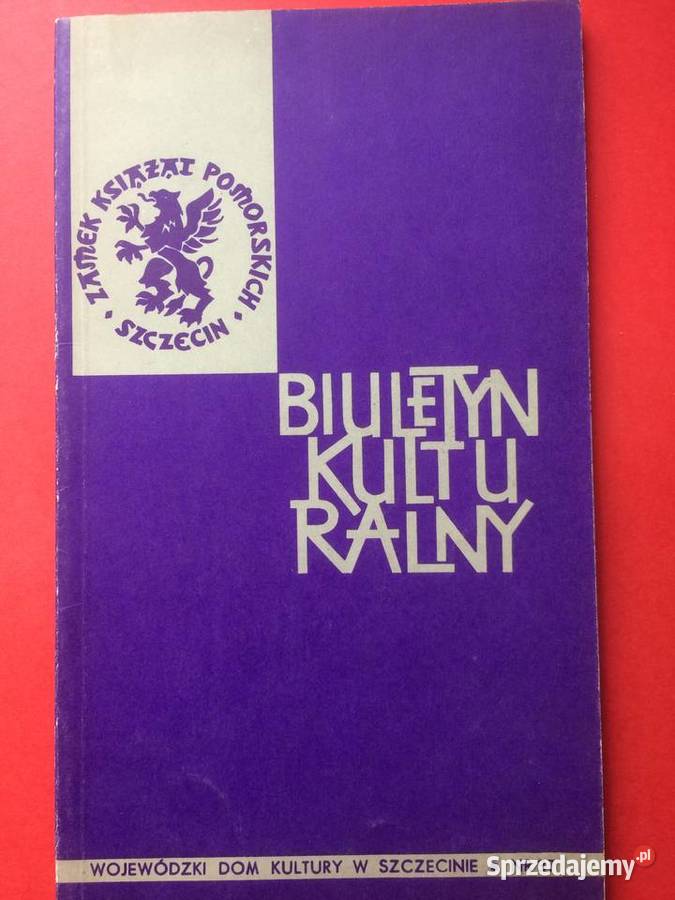 ZAMEK KSIĄŻĄT POMORSKICH
• SZCZECIN •
BIULETYN
KULTU
RALNY
WOJEWÓDZKI DOM KULTURY W SZCZECINIE
Sprzedajemy.pl